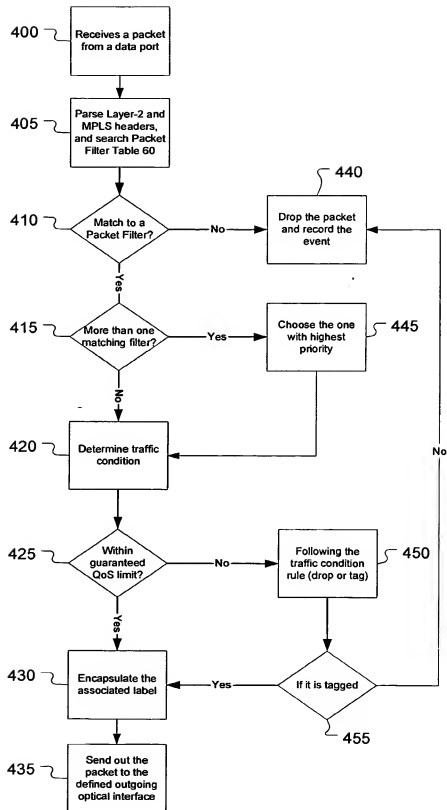 400
Receives a packet
from a data port
405
Parse Layer-2 and
MPLS headers,
and search Packet
Filter Table 60
440
Drop the packet
and record the
event
410
Match to a
Packet Filter?
No
Yes
415
More than one
matching filter?
Yes
Choose the one
with highest
priority
445
No
No
420
Determine traffic
condition
425
Within
guaranteed
QoS limit?
No
Following the
traffic condition
rule (drop or tag)
450
Yes
430
Encapsulate the
associated label
Yes
If it is tagged
455
435
Send out the
packet to the
defined outgoing
optical interface